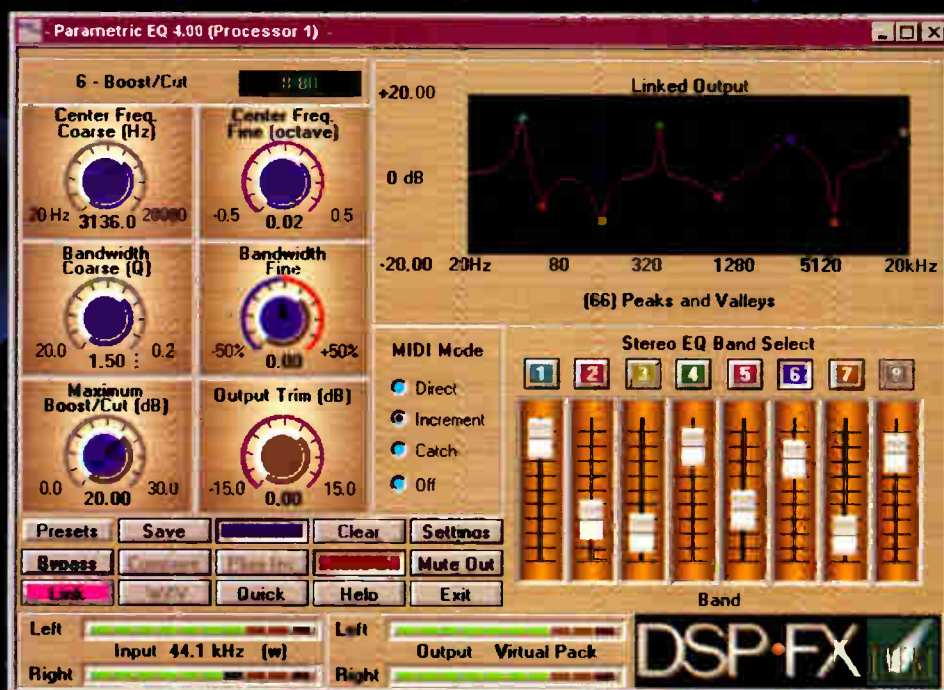 - Parametric EQ 4.00 (Processor 1) -
6 - Boost/Cut
Center Freq.
Coarse (Hz)
20 Hz 3136.0 20000
Center Freq.
Fine (octave)
-0.5 0.02 0.5
Bandwidth
Coarse (Q)
20.0 1.50 0.2
Bandwidth
Fine
-50% 0.00 +50%
Maximum
Boost/Cut (dB)
0.0 20.00 30.0
Output Trim (dB)
-15.0 0.00 15.0
Linked Output
+20.00
0 dB
-20.00 20Hz 80 320 1280 5120 20kHz
(66) Peaks and Valleys
MIDI Mode
Direct
Increment
Catch
Off
Stereo EQ Band Select
1 2 3 4 5 6 7
Band
Presets Save Clear Settings
Bypass Mute Out
Link WAV Quick Help Exit
Left
Input 44.1 kHz (w)
Right
Left
Output Virtual Pack
Right
DSP•FX